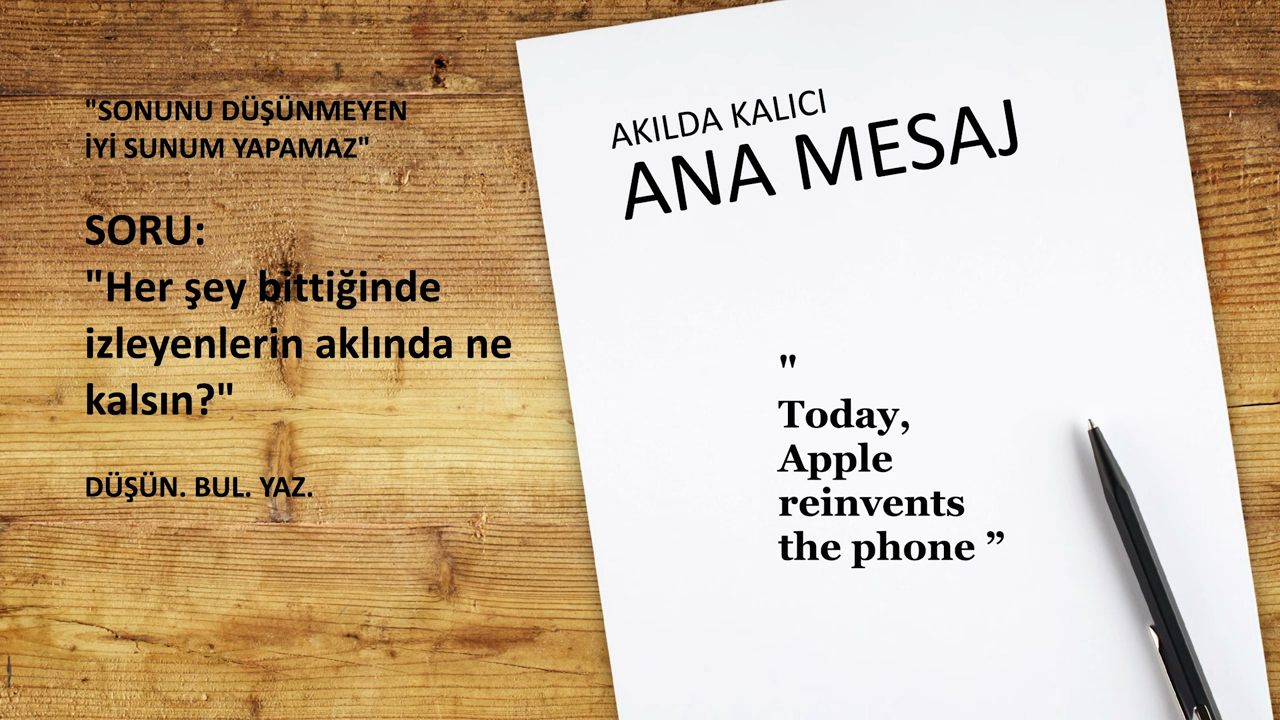 "SONUNU DÜŞÜNMEYEN
İYİ SUNUM YAPAMAZ"
SORU:
"Her şey bittiğinde
izleyenlerin aklında ne
kalsın?"
DÜŞÜN. BUL. YAZ.
AKILDA KALICI
ANA MESAJ
"
Today,
Apple
reinvents
the phone ”